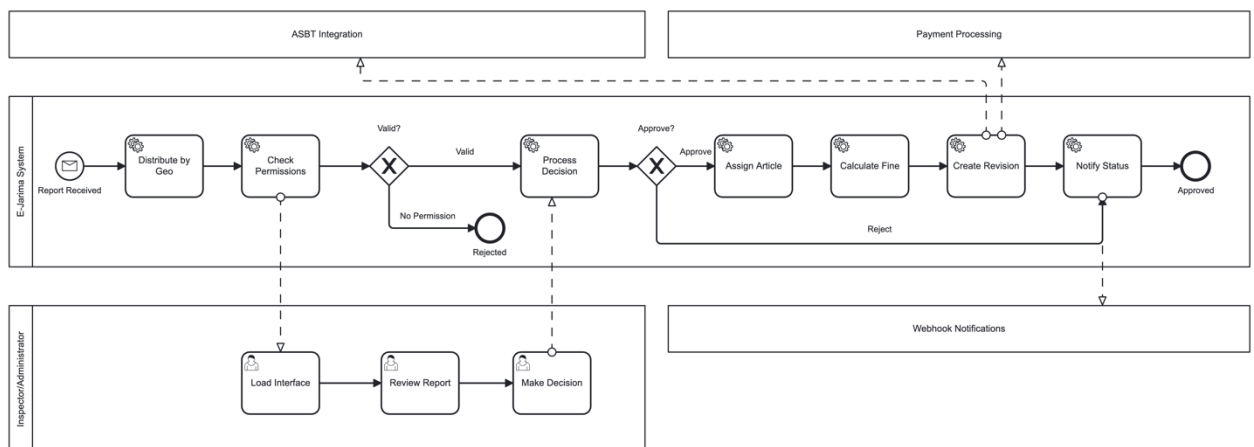 ASBT Integration
Payment Processing
E-Jarima System
Report Received
Distribute by
Geo
Check
Permissions
Valid?
Valid
No Permission
Rejected
Process
Decision
Approve?
Approve
Assign Article
Calculate Fine
Create Revision
Notify Status
Approved
Reject
Inspector/Administrator
Load Interface
Review Report
Make Decision
Webhook Notifications